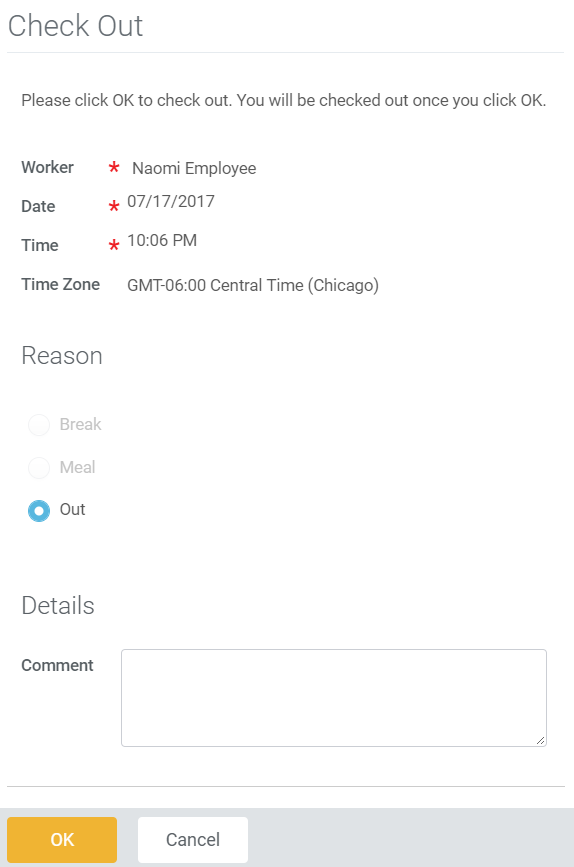 Check Out
Please click OK to check out. You will be checked out once you click OK.
Worker * Naomi Employee
Date * 07/17/2017
Time * 10:06 PM
Time Zone GMT-06:00 Central Time (Chicago)
Reason
Break
Meal
Out
Details
Comment
OK Cancel